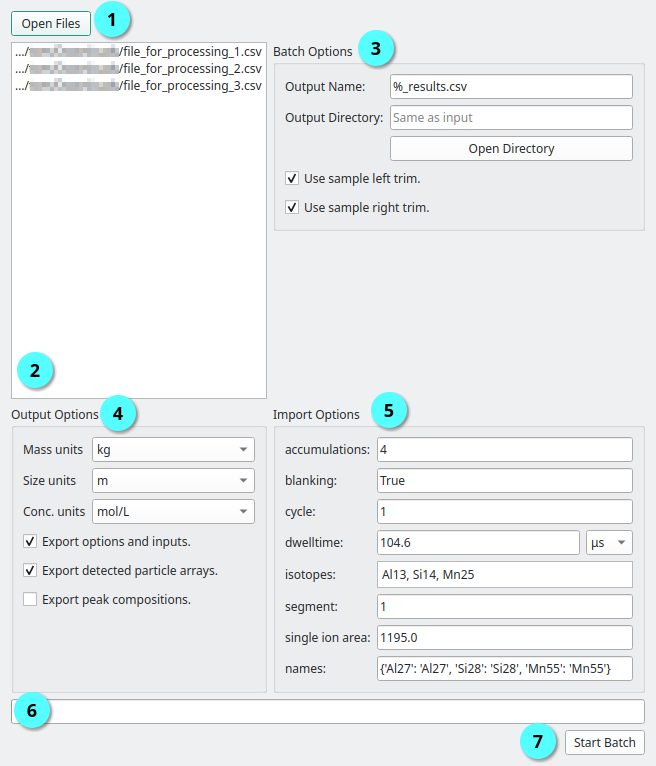 Open Files
1
.../
/file_for_processing_1.csv
.../
/file_for_processing_2.csv
.../
/file_for_processing_3.csv
2
Batch Options
3
Output Name: %_results.csv
Output Directory: Same as input
Open Directory
Use sample left trim.
Use sample right trim.
Output Options
4
Mass units kg
Size units m
Conc. units mol/L
Export options and inputs.
Export detected particle arrays.
Export peak compositions.
Import Options
5
accumulations: 4
blanking: True
cycle: 1
dwelltime: 104.6 µs
isotopes: Al13, Si14, Mn25
segment: 1
single ion area: 1195.0
names: {'Al27': 'Al27', 'Si28': 'Si28', 'Mn55': 'Mn55'}
6
7
Start Batch